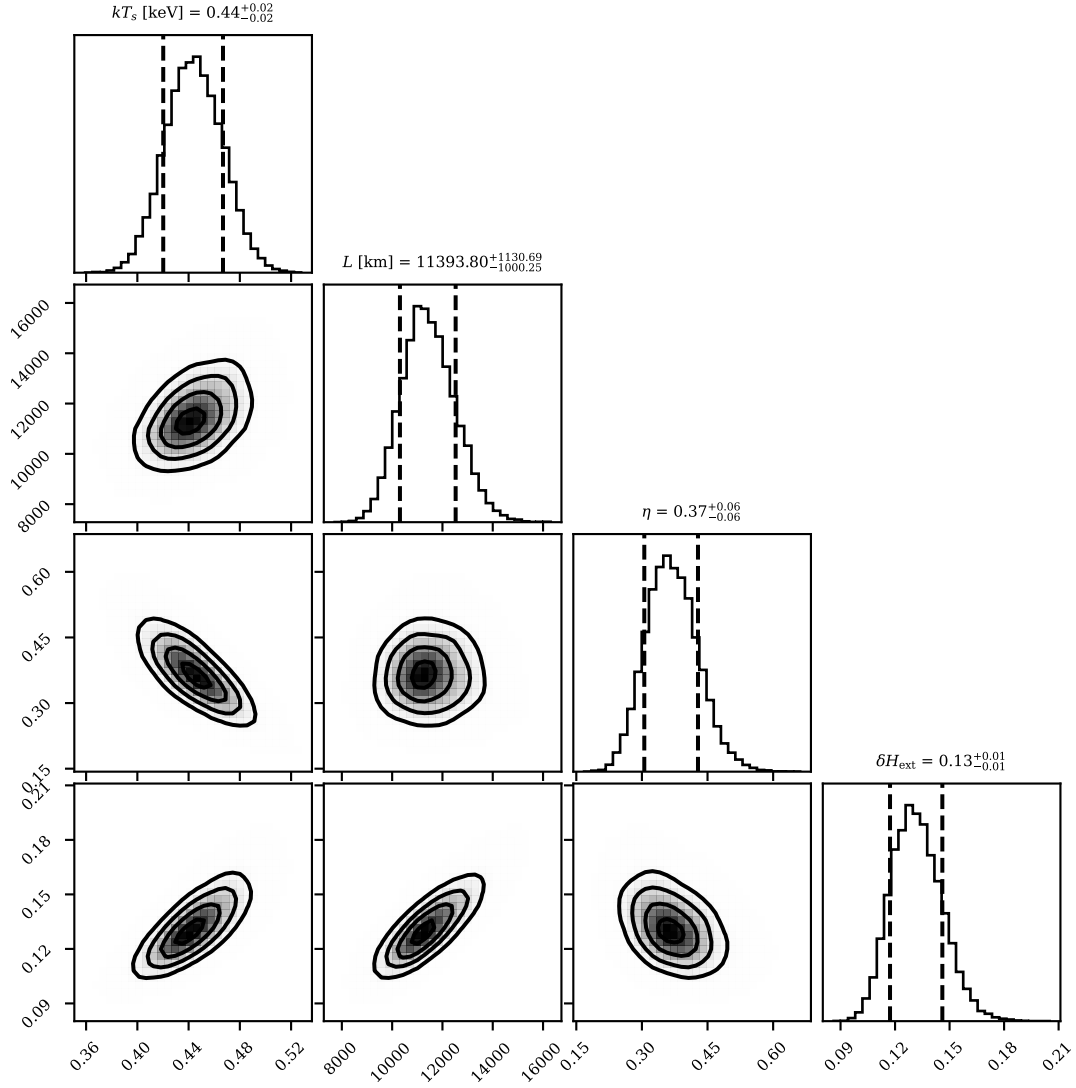 kT_s [keV] = 0.44^{+0.02}_{-0.02}
L [km] = 11393.80^{+1130.69}_{-1000.25}
16000
14000
12000
10000
8000
η = 0.37^{+0.06}_{-0.06}
0.60
0.45
0.30
0.15
δH_ext = 0.13^{+0.01}_{-0.01}
0.21
0.18
0.15
0.12
0.09
0.36 0.40 0.44 0.48 0.52 8000 10000 12000 14000 16000 0.15 0.30 0.45 0.60 0.09 0.12 0.15 0.18 0.21